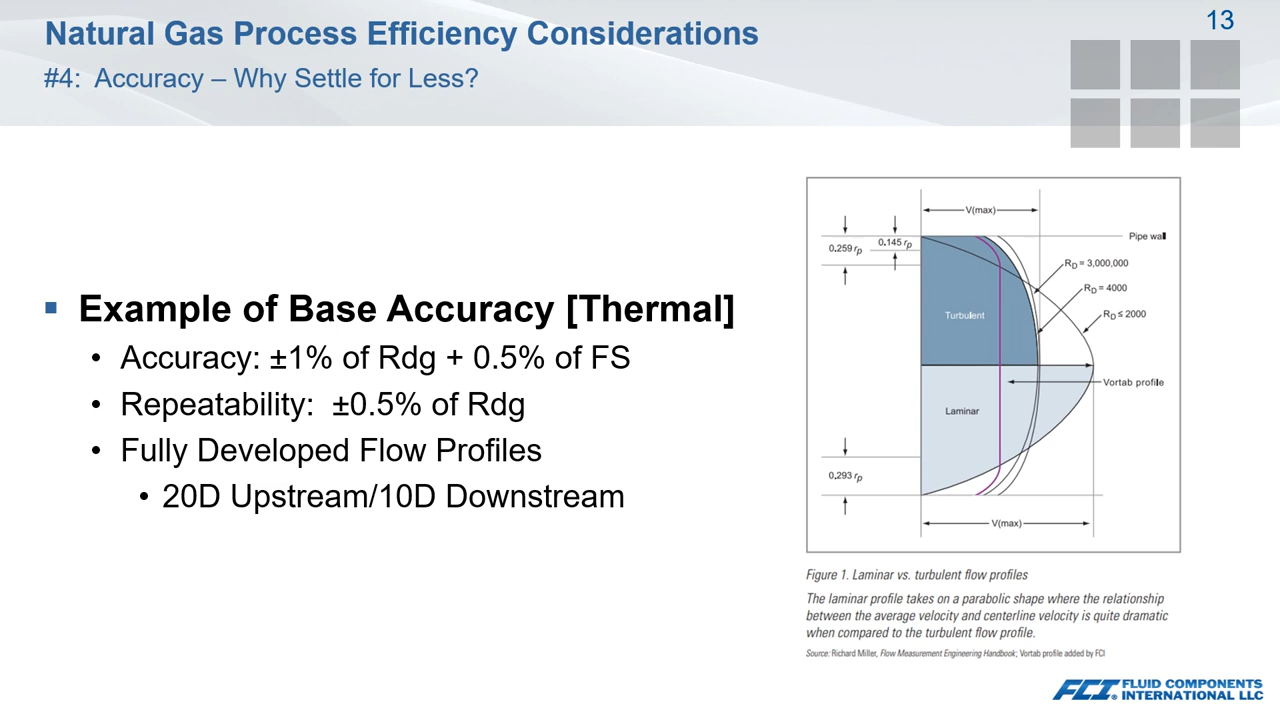 Natural Gas Process Efficiency Considerations
13
#4:  Accuracy – Why Settle for Less?
▪ Example of Base Accuracy [Thermal]
• Accuracy: ±1% of Rdg + 0.5% of FS
• Repeatability:  ±0.5% of Rdg
• Fully Developed Flow Profiles
• 20D Upstream/10D Downstream
V(max)
0.259 rp
0.145 rp
Pipe wall
RD = 3,000,000
RD = 4000
RD ≤ 2000
Turbulent
Vortab profile
Laminar
0.293 rp
V(max)
Figure 1. Laminar vs. turbulent flow profiles
The laminar profile takes on a parabolic shape where the relationship
between the average velocity and centerline velocity is quite dramatic
when compared to the turbulent flow profile.
Source: Richard Miller, Flow Measurement Engineering Handbook; Vortab profile added by FCI
FCI® FLUID COMPONENTS
INTERNATIONAL LLC